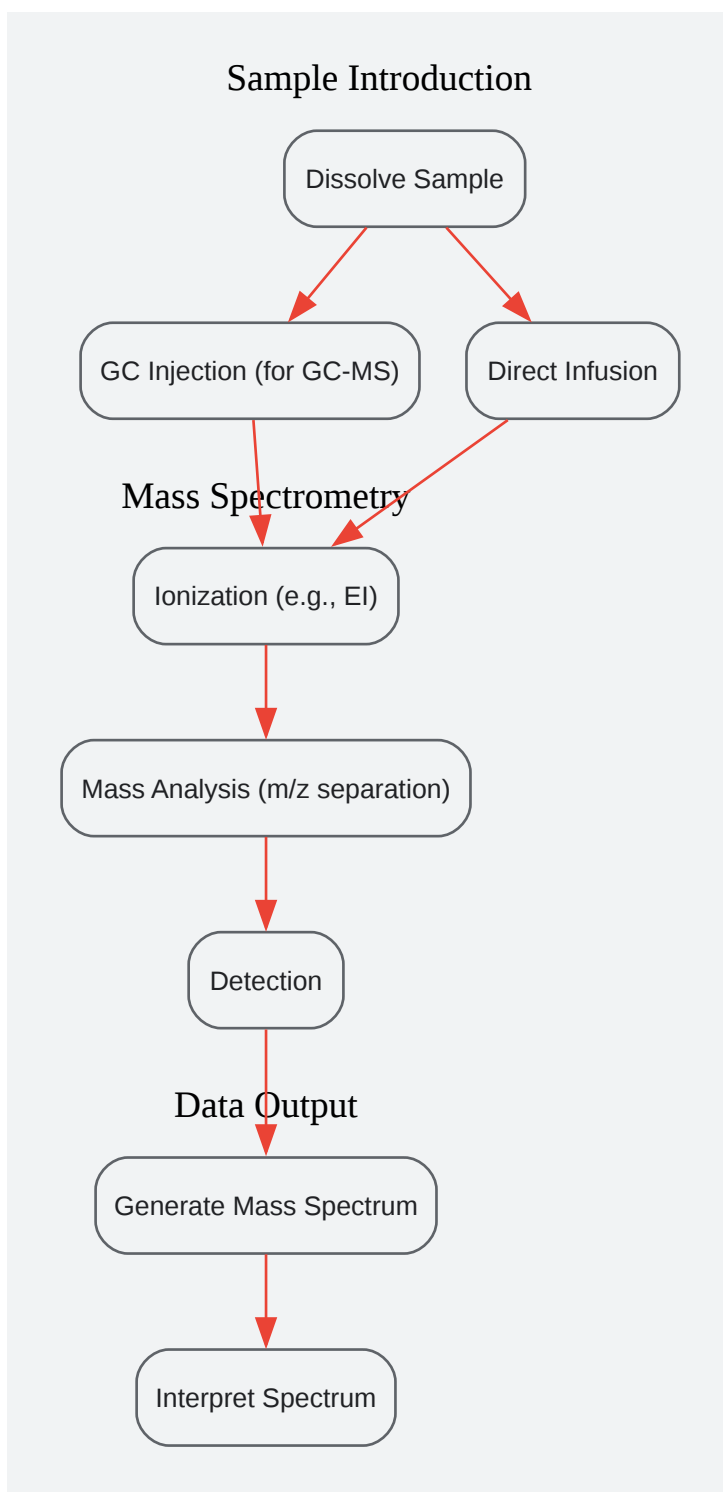 Sample Introduction
Dissolve Sample
GC Injection (for GC-MS)
Direct Infusion
Mass Spectrometry
Ionization (e.g., EI)
Mass Analysis (m/z separation)
Detection
Data Output
Generate Mass Spectrum
Interpret Spectrum